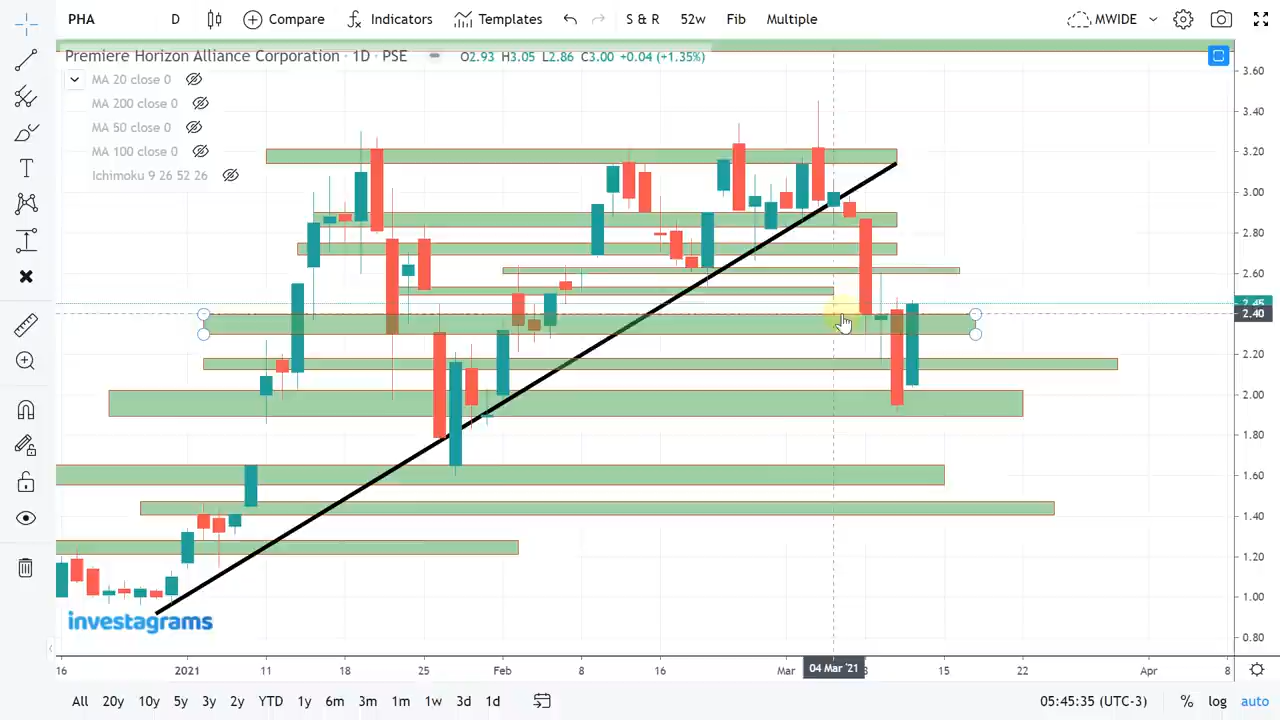 PHA D Compare Indicators Templates S & R 52w Fib Multiple MWIDE
Premiere Horizon Alliance Corporation · 1D · PSE O2.93 H3.05 L2.86 C3.00 +0.04 (+1.35%)
MA 20 close 0
MA 200 close 0
MA 50 close 0
MA 100 close 0
Ichimoku 9 26 52 26
3.60
3.40
3.20
3.00
2.80
2.60
2.45
2.40
2.20
2.00
1.80
1.60
1.40
1.20
1.00
0.80
investagrams
16 2021 11 18 25 Feb 8 16 Mar 04 Mar '21 8 15 22 Apr 8
All 20y 10y 5y 3y 2y YTD 1y 6m 3m 1m 1w 3d 1d 05:45:35 (UTC-3) % log auto